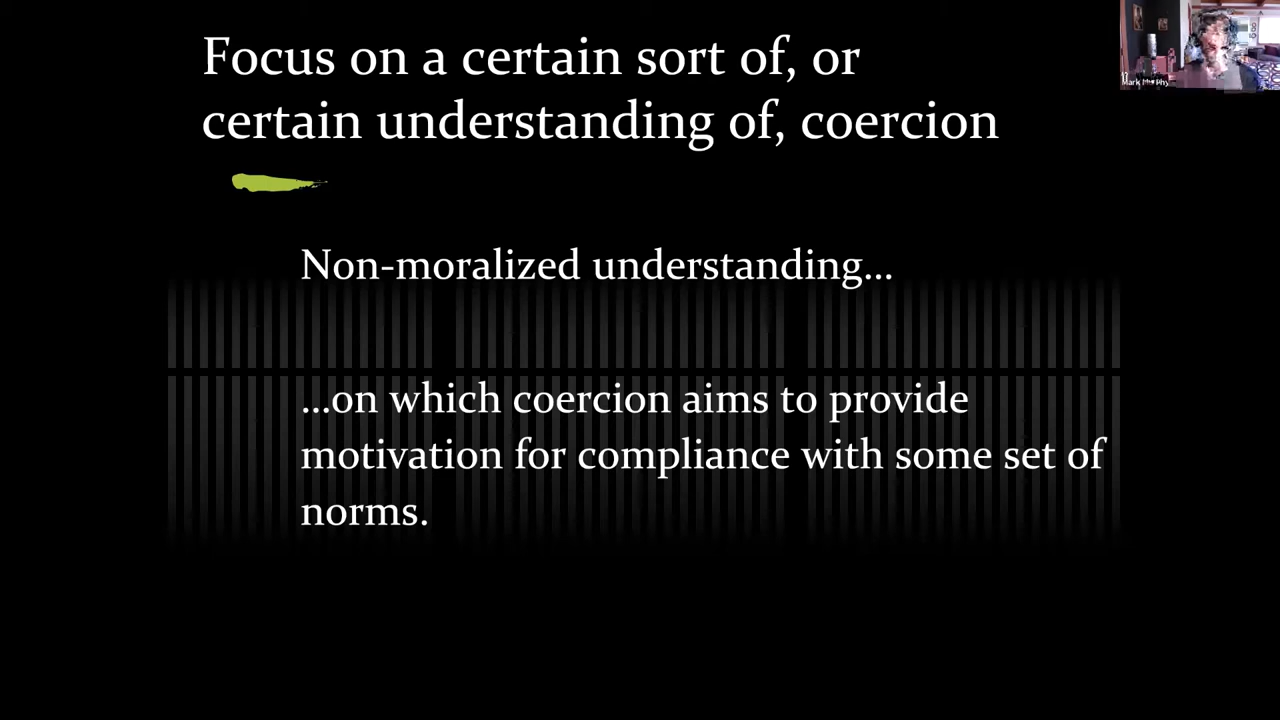 Focus on a certain sort of, or
certain understanding of, coercion
Non-moralized understanding...
...on which coercion aims to provide
motivation for compliance with some set of
norms.
Mark